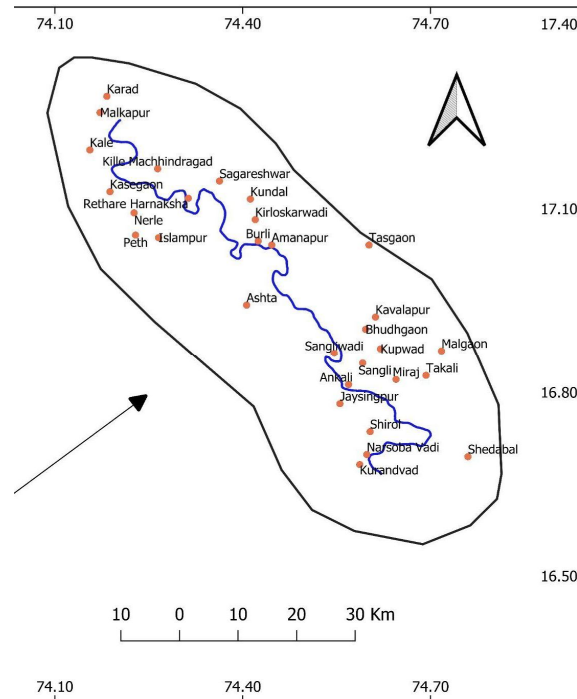 74.10 74.40 74.70 17.40
Karad
Malkapur
Kale
Kille Machhindragad
Sagareshwar
Kasegaon
Kundal
Rethare Harnaksha
Nerle
Kirloskarwadi
Peth
Islampur
Burli
Amanapur
Tasgaon
17.10
Ashta
Kavalapur
Bhudhgaon
Sangliwadi
Kupwad
Malgaon
Sangli
Miraj
Takali
Ankali
Jaysingpur
16.80
Shirol
Narsoba Vadi
Shedabal
Kurandvad
16.50
10 0 10 20 30 Km
74.10 74.40 74.70